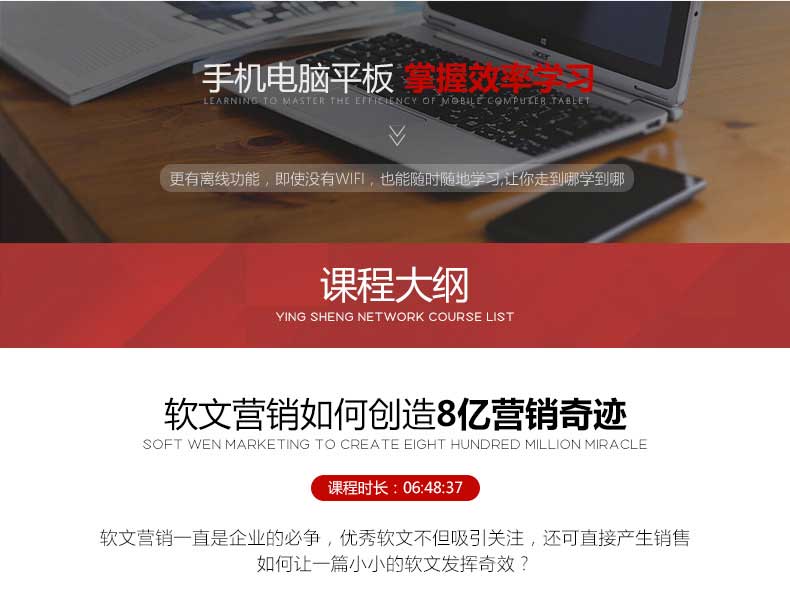 acer
手机电脑平板 掌握效率学习
LEARNING TO MASTER THE EFFICIENCY OF MOBILE COMPUTER TABLET
更有离线功能，即使没有WIFI，也能随时随地学习,让你走到哪学到哪
课程大纲
YING SHENG NETWORK COURSE LIST
软文营销如何创造8亿营销奇迹
SOFT WEN MARKETING TO CREATE EIGHT HUNDRED MILLION MIRACLE
课程时长：06:48:37
软文营销一直是企业的必争，优秀软文不但吸引关注，还可直接产生销售
如何让一篇小小的软文发挥奇效？